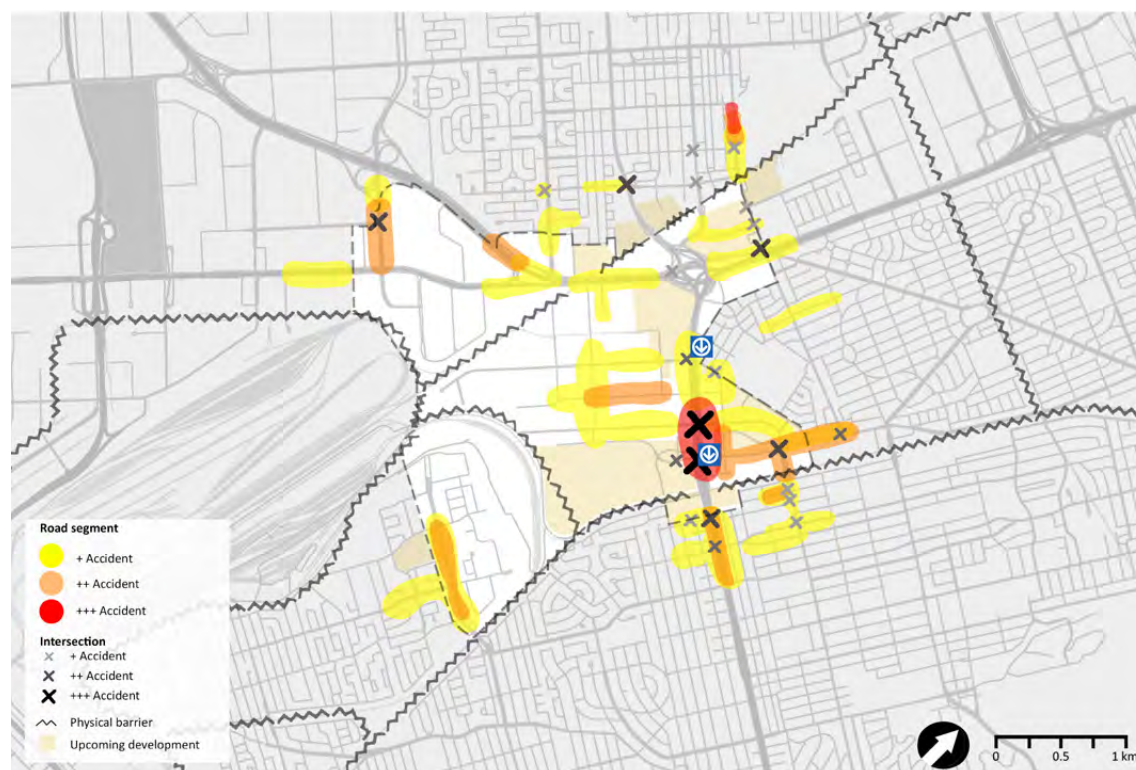 Road segment
+ Accident
++ Accident
+++ Accident
Intersection
+ Accident
++ Accident
+++ Accident
Physical barrier
Upcoming development
0 0.5 1 km